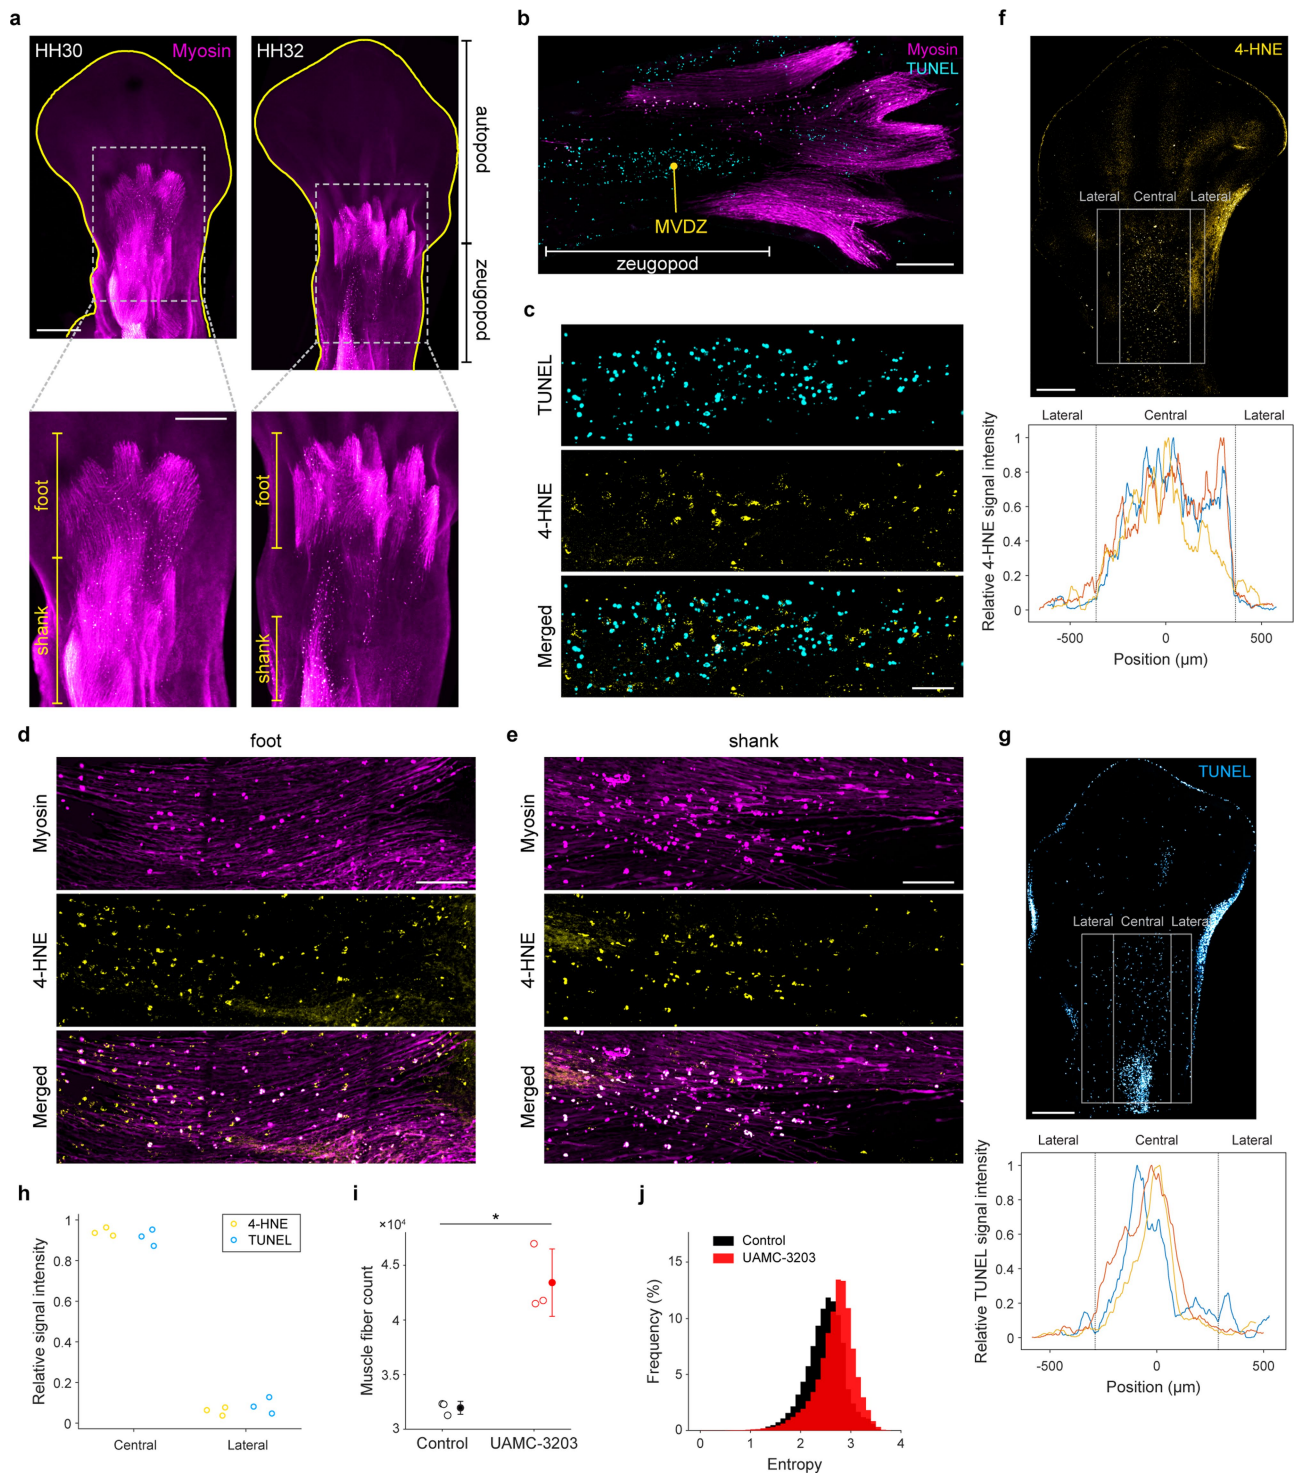 a
HH30
Myosin
HH32
autopod
zeugopod
foot
shank
foot
shank
b
Myosin
TUNEL
MVDZ
zeugopod
c
TUNEL
4-HNE
Merged
d
foot
Myosin
4-HNE
Merged
e
shank
Myosin
4-HNE
Merged
f
4-HNE
Lateral Central Lateral
Lateral Central Lateral
Relative 4-HNE signal intensity
1
0.8
0.6
0.4
0.2
0
-500 0 500
Position (µm)
g
TUNEL
Lateral Central Lateral
Lateral Central Lateral
Relative TUNEL signal intensity
1
0.8
0.6
0.4
0.2
0
-500 0 500
Position (µm)
h
Relative signal intensity
1
0.8
0.6
0.4
0.2
0
4-HNE
TUNEL
Central Lateral
i
×10⁴
*
Muscle fiber count
4.5
4
3.5
3
Control UAMC-3203
j
Control
UAMC-3203
Frequency (%)
15
10
5
0
0 1 2 3 4
Entropy